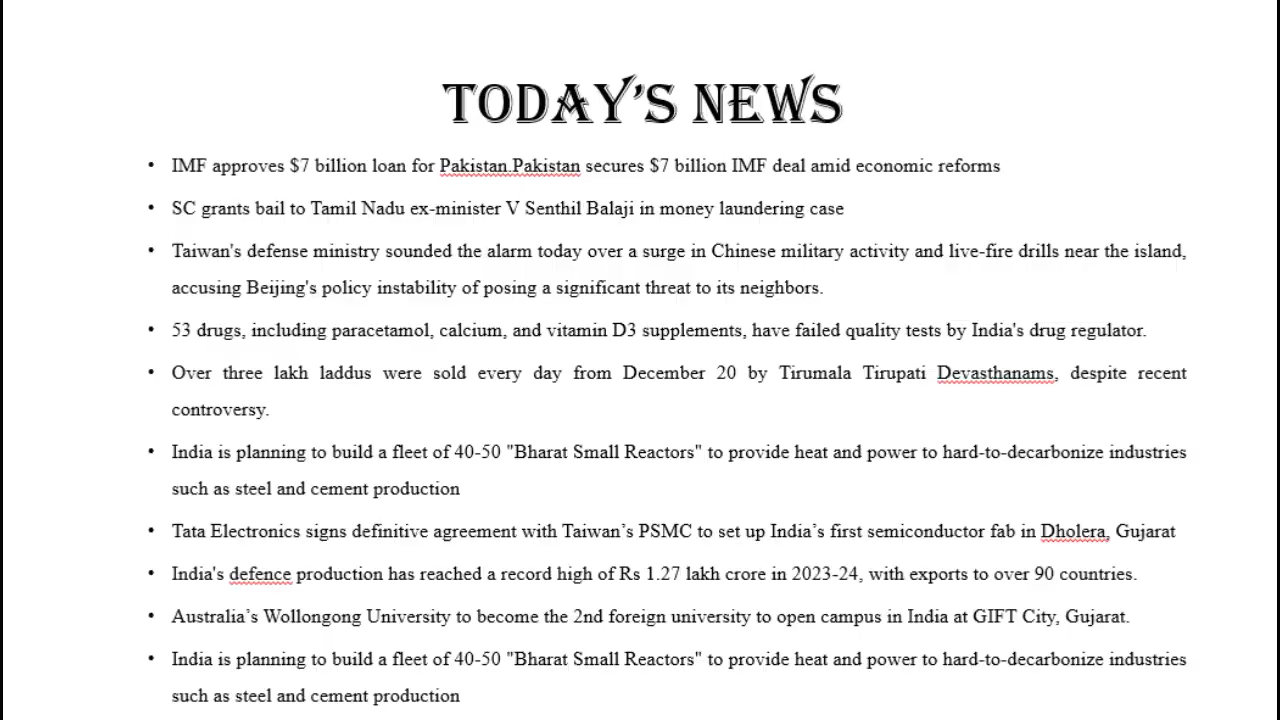 TODAY'S NEWS
• IMF approves $7 billion loan for Pakistan.Pakistan secures $7 billion IMF deal amid economic reforms
• SC grants bail to Tamil Nadu ex-minister V Senthil Balaji in money laundering case
• Taiwan's defense ministry sounded the alarm today over a surge in Chinese military activity and live-fire drills near the island,
accusing Beijing's policy instability of posing a significant threat to its neighbors.
• 53 drugs, including paracetamol, calcium, and vitamin D3 supplements, have failed quality tests by India's drug regulator.
• Over three lakh laddus were sold every day from December 20 by Tirumala Tirupati Devasthanams, despite recent
controversy.
• India is planning to build a fleet of 40-50 "Bharat Small Reactors" to provide heat and power to hard-to-decarbonize industries
such as steel and cement production
• Tata Electronics signs definitive agreement with Taiwan’s PSMC to set up India’s first semiconductor fab in Dholera, Gujarat
• India's defence production has reached a record high of Rs 1.27 lakh crore in 2023-24, with exports to over 90 countries.
• Australia’s Wollongong University to become the 2nd foreign university to open campus in India at GIFT City, Gujarat.
• India is planning to build a fleet of 40-50 "Bharat Small Reactors" to provide heat and power to hard-to-decarbonize industries
such as steel and cement production